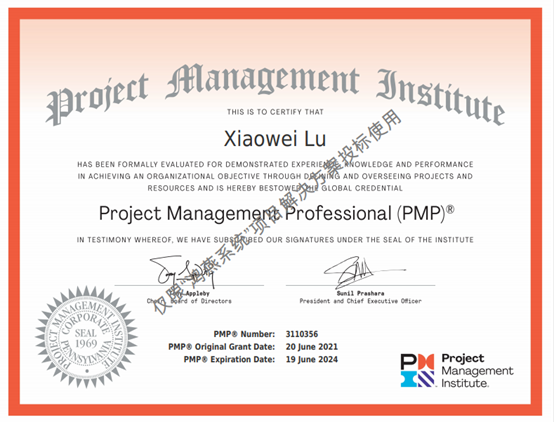 Project Management Institute
THIS IS TO CERTIFY THAT
Xiaowei Lu
HAS BEEN FORMALLY EVALUATED FOR DEMONSTRATED EXPERIENCE, KNOWLEDGE AND PERFORMANCE
IN ACHIEVING AN ORGANIZATIONAL OBJECTIVE THROUGH DEFINING AND OVERSEEING PROJECTS AND
RESOURCES AND IS HEREBY BESTOWED THE GLOBAL CREDENTIAL
Project Management Professional (PMP)®
IN TESTIMONY WHEREOF, WE HAVE SUBSCRIBED OUR SIGNATURES UNDER THE SEAL OF THE INSTITUTE
仅限“鸿燕系统”项目解决方案投标使用
Tony Appleby
Chair, Board of Directors
Sunil Prashara
President and Chief Executive Officer
PROJECT MANAGEMENT INSTITUTE
CORPORATE
SEAL
1969
PENNSYLVANIA
PMP® Number: 3110356
PMP® Original Grant Date: 20 June 2021
PMP® Expiration Date: 19 June 2024
Project
Management
Institute.